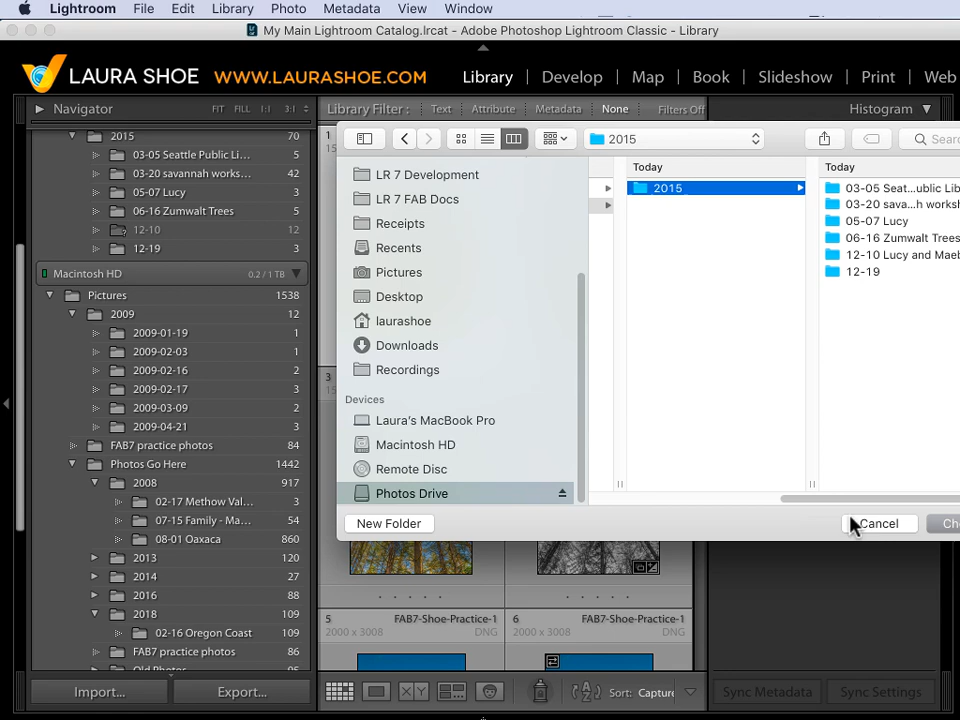 Lightroom File Edit Library Photo Metadata View Window
My Main Lightroom Catalog.lrcat - Adobe Photoshop Lightroom Classic - Library
LAURA SHOE WWW.LAURASHOE.COM Library Develop Map Book Slideshow Print Web
Navigator FIT FILL 1:1 3:1 Library Filter : Text Attribute Metadata None Filters Off Histogram
2015 70
03-05 Seattle Public Li... 5
03-20 savannah works... 42
05-07 Lucy 2
06-16 Zumwalt Trees 5
12-10 12
12-19 3
Macintosh HD 0.2 / 1 TB
Pictures 1538
2009 12
2009-01-19 1
2009-02-03 1
2009-02-16 2
2009-02-17 3
2009-03-09 2
2009-04-21 3
FAB7 practice photos 84
Photos Go Here 1442
2008 917
02-17 Methow Val... 3
07-15 Family - Ma... 54
08-01 Oaxaca 860
2013 120
2014 27
2016 88
2018 109
02-16 Oregon Coast 109
FAB7 practice photos 86
Import... Export...
1
15
3
15
2015 Sear
LR 7 Development
LR 7 FAB Docs
Receipts
Recents
Pictures
Desktop
laurashoe
Downloads
Recordings
Devices
Laura's MacBook Pro
Macintosh HD
Remote Disc
Photos Drive
Today
2015
Today
03-05 Seat...ublic Lib
03-20 sava...h worksh
05-07 Lucy
06-16 Zumwalt Trees
12-10 Lucy and Maeb
12-19
New Folder Cancel Ch
5 FAB7-Shoe-Practice-1
2000 x 3008 DNG
6 FAB7-Shoe-Practice-1
2000 x 3008 DNG
Sort: Capture
Sync Metadata Sync Settings